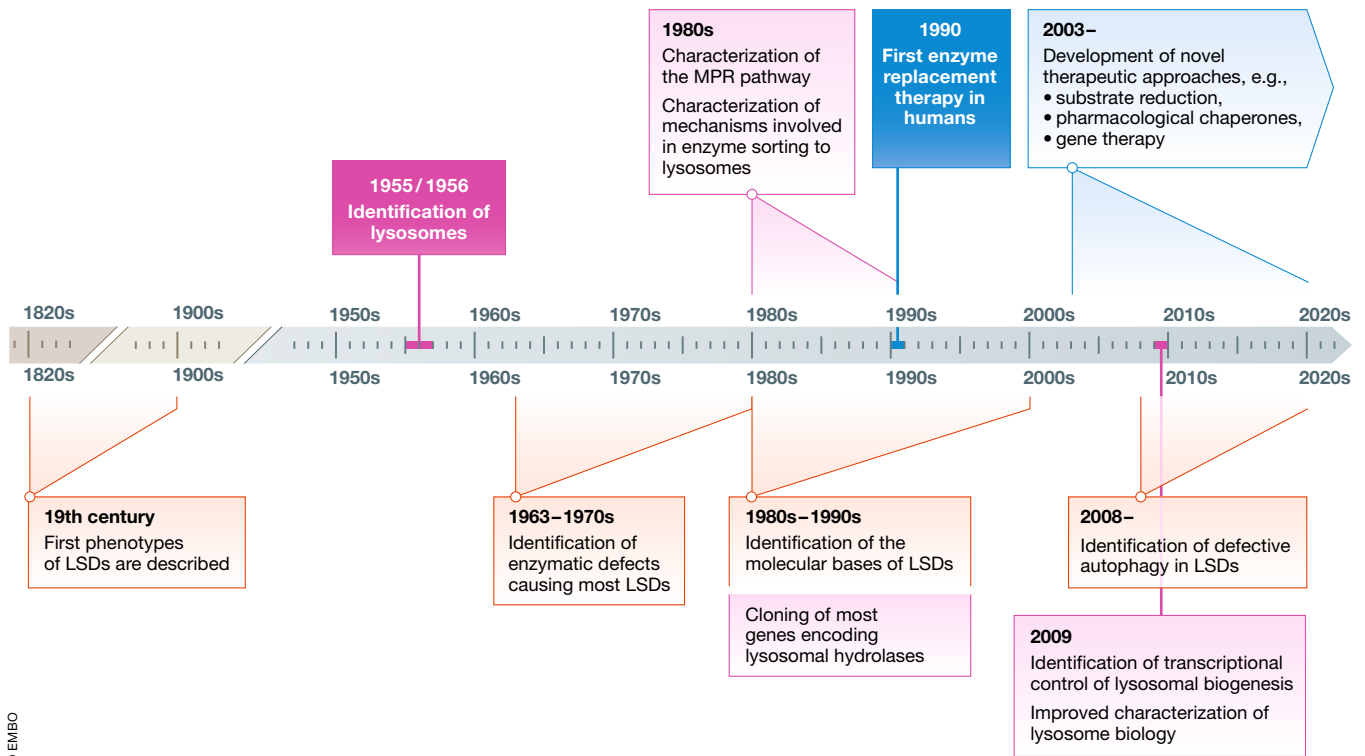 1980s
Characterization of
the MPR pathway
Characterization of
mechanisms involved
in enzyme sorting to
lysosomes
1990
First enzyme
replacement
therapy in
humans
2003–
Development of novel
therapeutic approaches, e.g.,
• substrate reduction,
• pharmacological chaperones,
• gene therapy
1955/1956
Identification of
lysosomes
1820s 1900s 1950s 1960s 1970s 1980s 1990s 2000s 2010s 2020s
1820s 1900s 1950s 1960s 1970s 1980s 1990s 2000s 2010s 2020s
19th century
First phenotypes
of LSDs are described
1963–1970s
Identification of
enzymatic defects
causing most LSDs
1980s–1990s
Identification of the
molecular bases of LSDs
Cloning of most
genes encoding
lysosomal hydrolases
2008–
Identification of defective
autophagy in LSDs
2009
Identification of transcriptional
control of lysosomal biogenesis
Improved characterization of
lysosome biology
EMBO